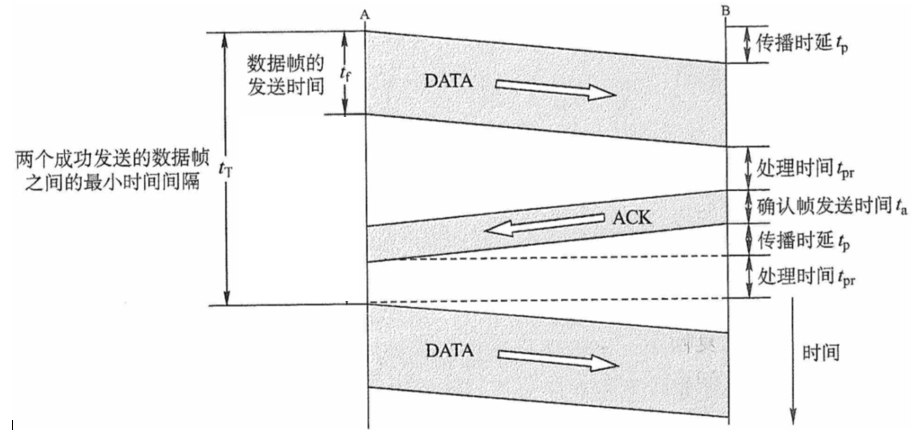 A
B
传播时延 tp
数据帧的
发送时间
tf
DATA
两个成功发送的数据帧
之间的最小时间间隔
tT
处理时间 tpr
确认帧发送时间 ta
ACK
传播时延 tp
处理时间 tpr
DATA
时间